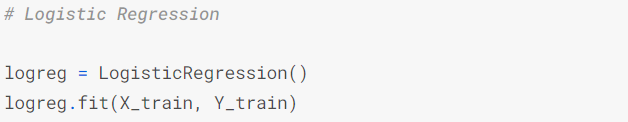 # Logistic Regression
logreg = LogisticRegression()
logreg.fit(X_train, Y_train)